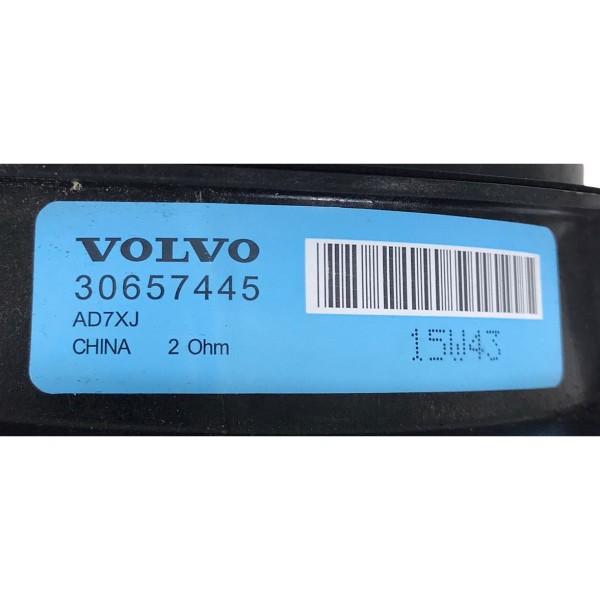 VOLVO
30657445
AD7XJ
CHINA 2 Ohm
15W43